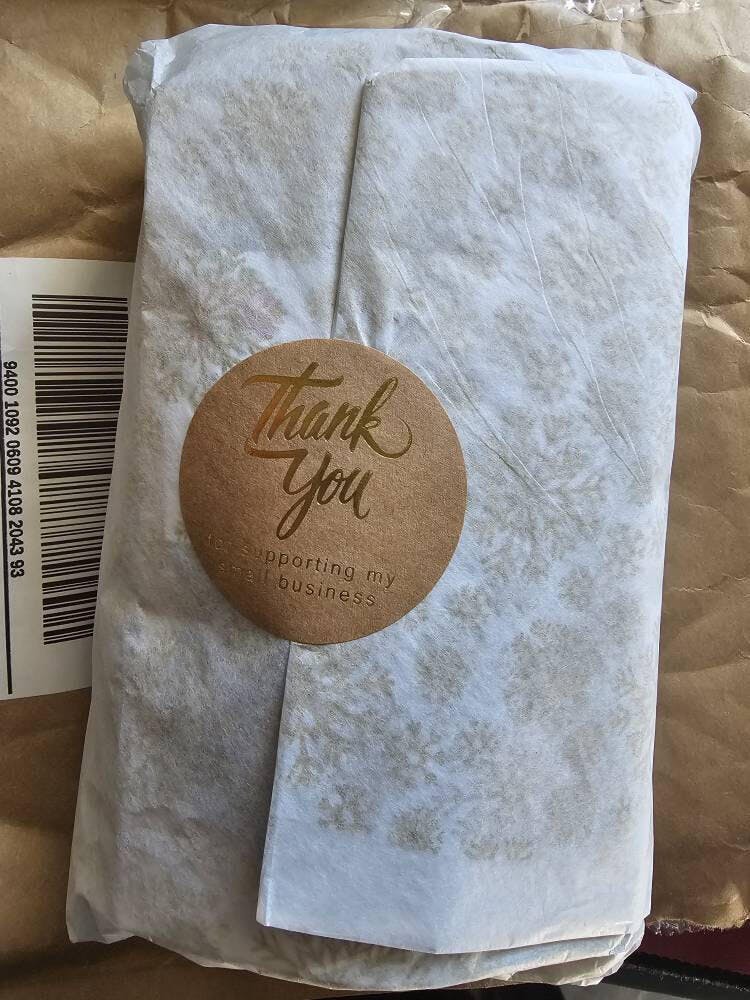 Thank
You
for supporting my
small business
9400 1092 0609 4108 2043 93